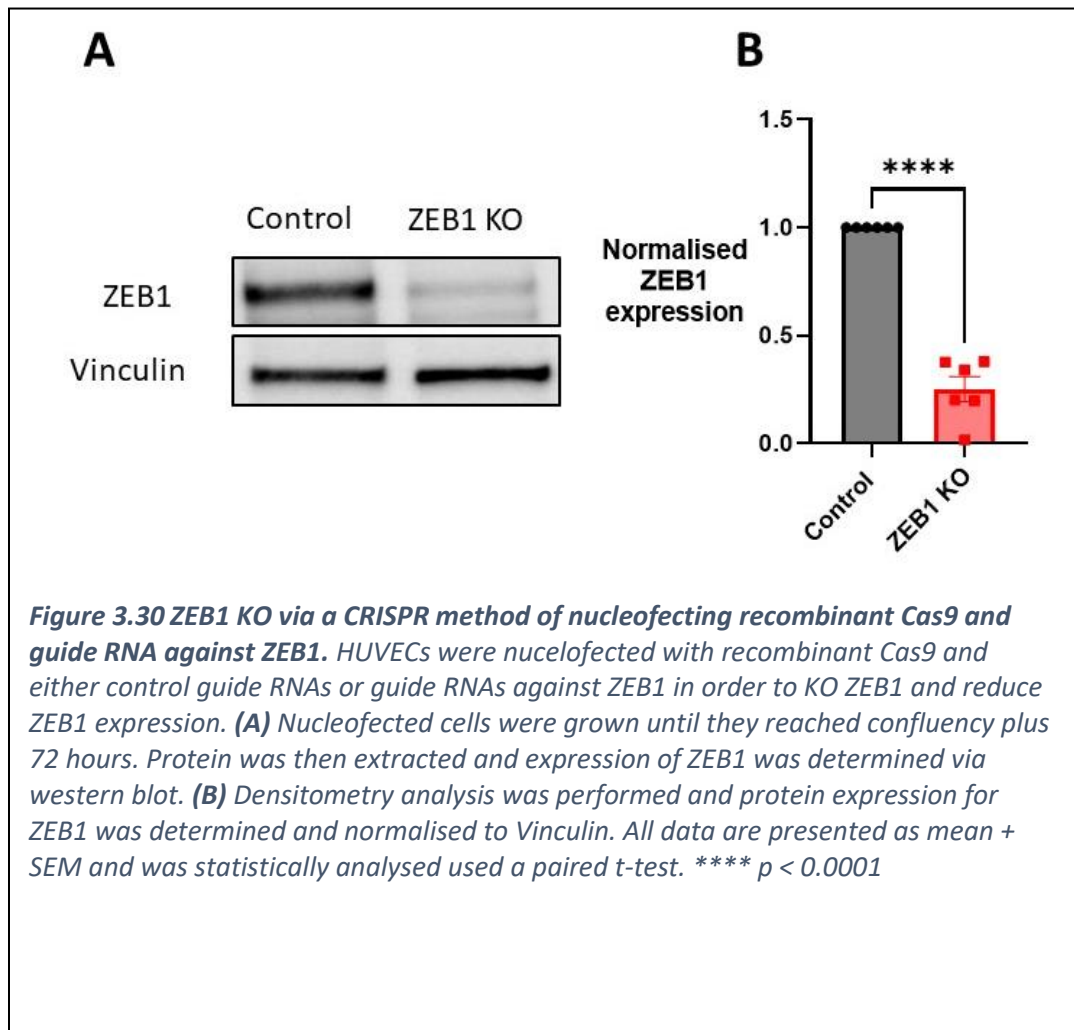 A
B
Control ZEB1 KO
ZEB1
Vinculin
Normalised
ZEB1
expression
1.5
1.0
0.5
0.0
****
Control
ZEB1 KO
Figure 3.30 ZEB1 KO via a CRISPR method of nucleofecting recombinant Cas9 and
guide RNA against ZEB1. HUVECs were nucelofected with recombinant Cas9 and
either control guide RNAs or guide RNAs against ZEB1 in order to KO ZEB1 and reduce
ZEB1 expression. (A) Nucleofected cells were grown until they reached confluency plus
72 hours. Protein was then extracted and expression of ZEB1 was determined via
western blot. (B) Densitometry analysis was performed and protein expression for
ZEB1 was determined and normalised to Vinculin. All data are presented as mean +
SEM and was statistically analysed used a paired t-test. **** p < 0.0001